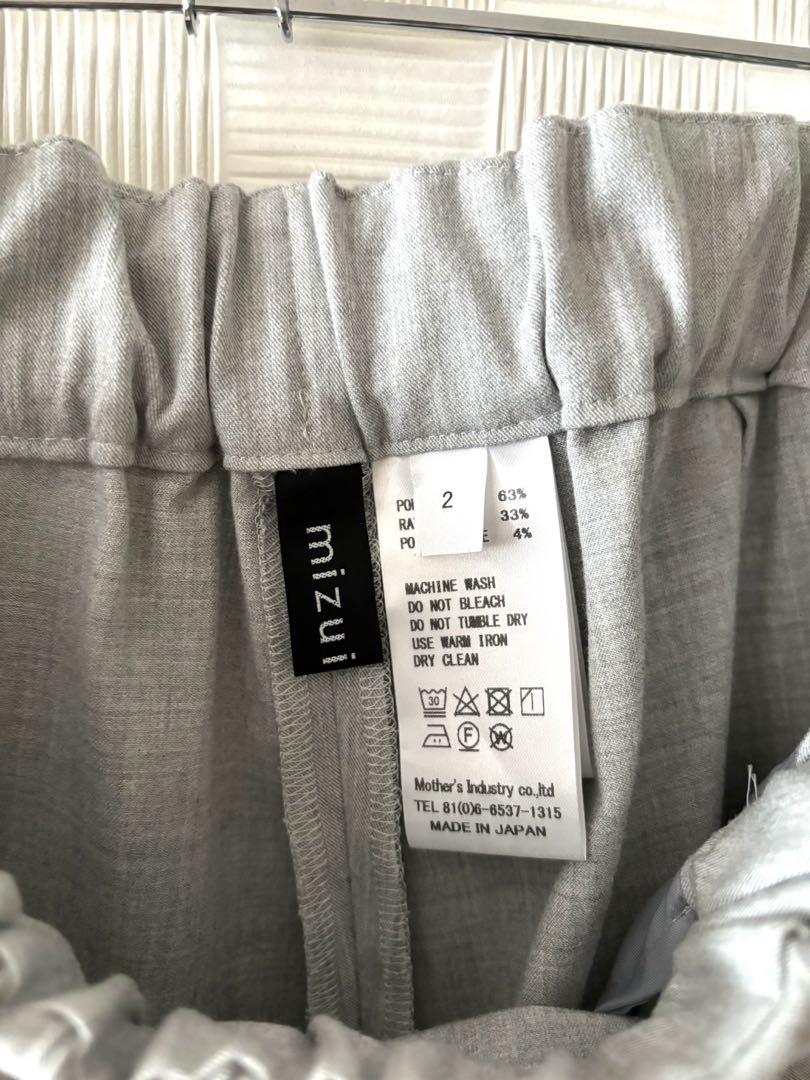 mizui
2
63%
33%
4%
MACHINE WASH
DO NOT BLEACH
DO NOT TUMBLE DRY
USE WARM IRON
DRY CLEAN
30
F W
Mother's Industry co.,ltd
TEL 81(0)6-6537-1315
MADE IN JAPAN